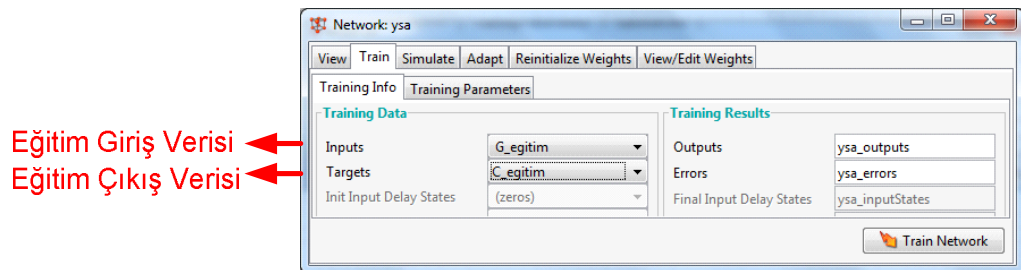 Network: ysa
View Train Simulate Adapt Reinitialize Weights View/Edit Weights
Training Info Training Parameters
Training Data
Training Results
Eğitim Giriş Verisi
Inputs G_egitim
Outputs ysa_outputs
Eğitim Çıkış Verisi
Targets C_egitim
Errors ysa_errors
Init Input Delay States (zeros)
Final Input Delay States ysa_inputStates
Train Network